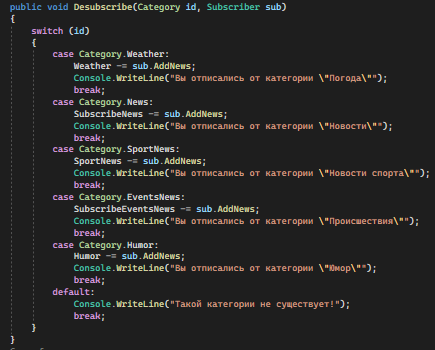 public void Desubscribe(Category id, Subscriber sub)
{
switch (id)
{
case Category.Weather:
Weather -= sub.AddNews;
Console.WriteLine("Вы отписались от категории \"Погода\"");
break;
case Category.News:
SubscribeNews -= sub.AddNews;
Console.WriteLine("Вы отписались от категории \"Новости\"");
break;
case Category.SportNews:
SportNews -= sub.AddNews;
Console.WriteLine("Вы отписались от категории \"Новости спорта\"");
break;
case Category.EventsNews:
SubscribeEventsNews -= sub.AddNews;
Console.WriteLine("Вы отписались от категории \"Происшествия\"");
break;
case Category.Humor:
Humor -= sub.AddNews;
Console.WriteLine("Вы отписались от категории \"Юмор\"");
break;
default:
Console.WriteLine("Такой категории не существует!");
break;
}
}